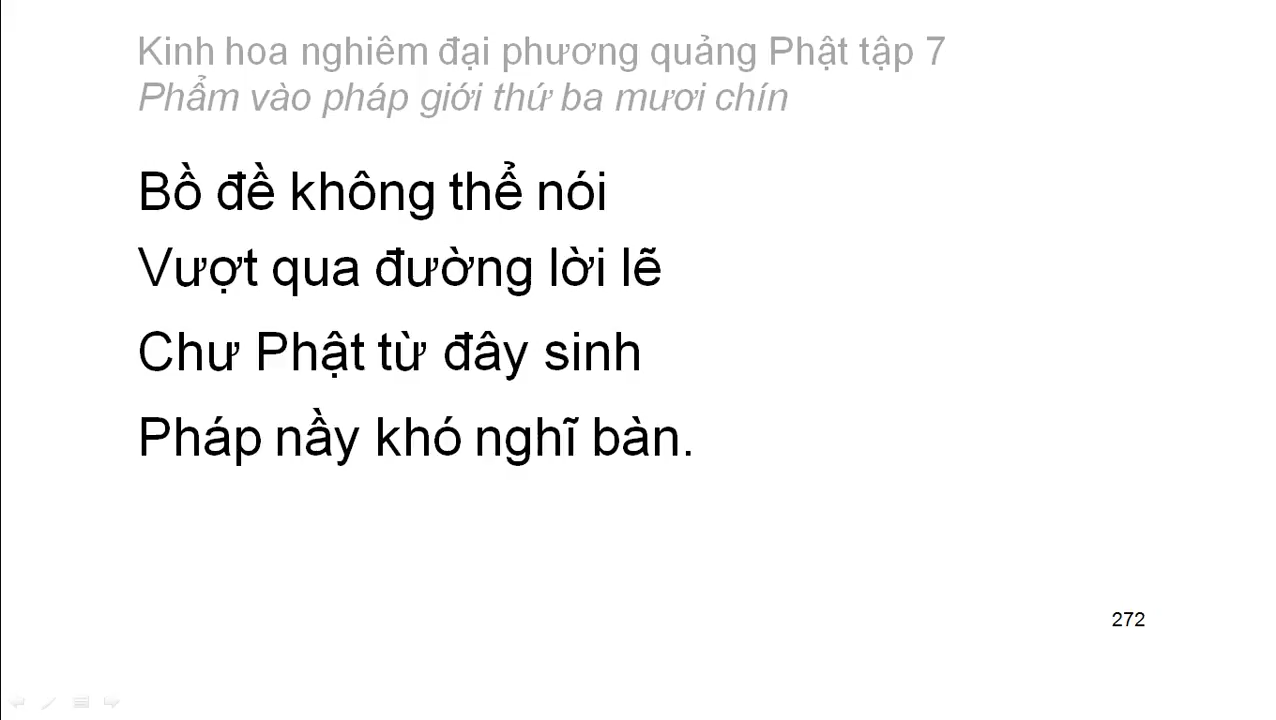 Kinh hoa nghiêm đại phương quảng Phật tập 7
Phẩm vào pháp giới thứ ba mươi chín
Bồ đề không thể nói
Vượt qua đường lời lẽ
Chư Phật từ đây sinh
Pháp nầy khó nghĩ bàn.
272